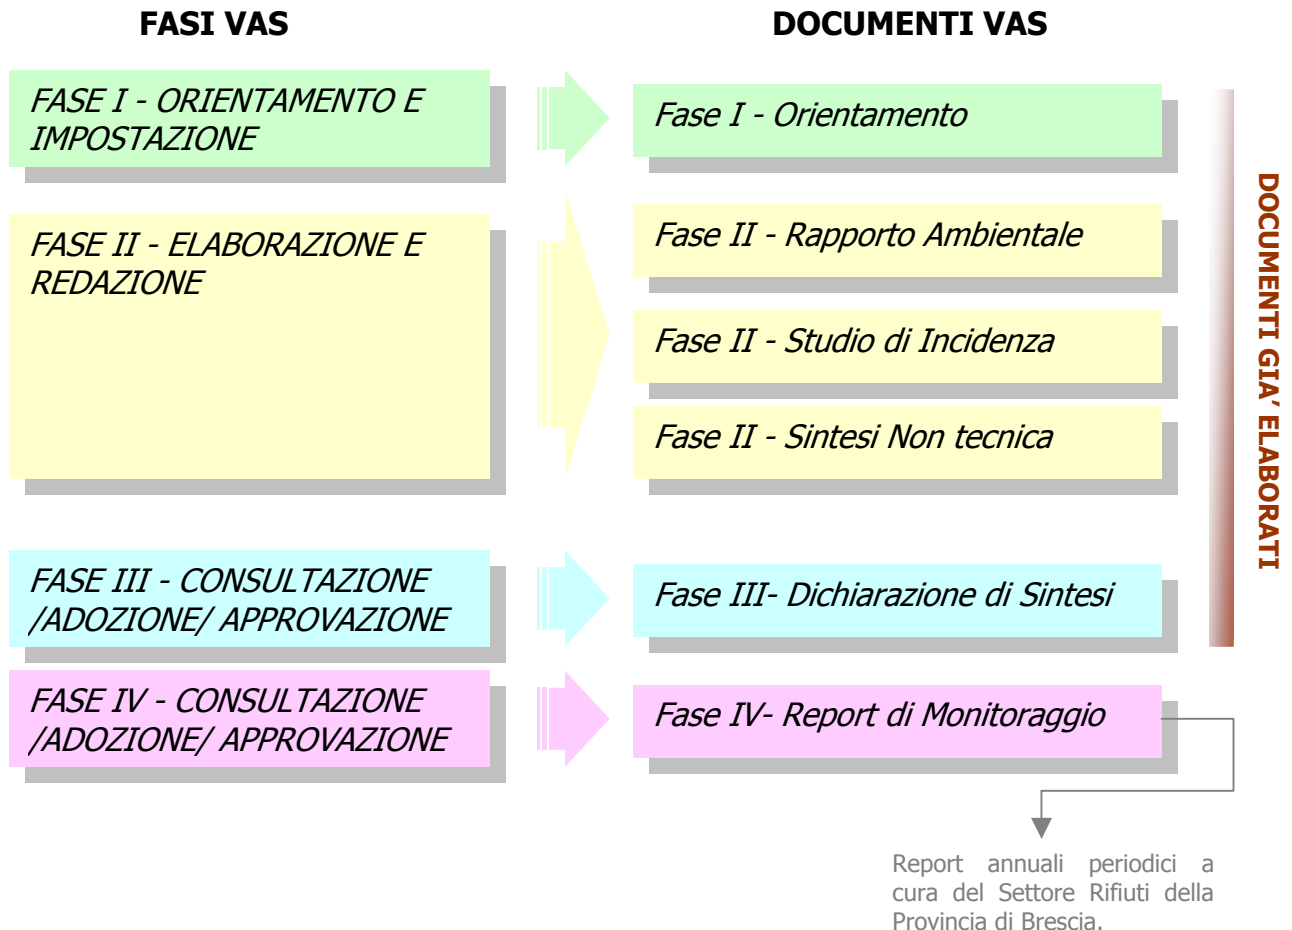 FASI VAS
DOCUMENTI VAS
FASE I - ORIENTAMENTO E
IMPOSTAZIONE
Fase I - Orientamento
FASE II - ELABORAZIONE E
REDAZIONE
Fase II - Rapporto Ambientale
Fase II - Studio di Incidenza
Fase II - Sintesi Non tecnica
FASE III - CONSULTAZIONE
/ADOZIONE/ APPROVAZIONE
Fase III- Dichiarazione di Sintesi
FASE IV - CONSULTAZIONE
/ADOZIONE/ APPROVAZIONE
Fase IV- Report di Monitoraggio
DOCUMENTI GIA’ ELABORATI
Report annuali periodici a
cura del Settore Rifiuti della
Provincia di Brescia.